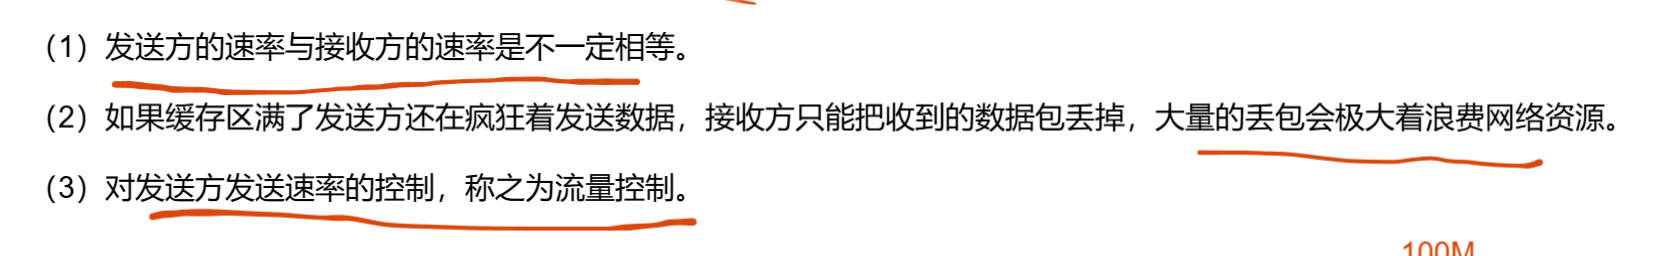 （1）发送方的速率与接收方的速率是不一定相等。
（2）如果缓存区满了发送方还在疯狂着发送数据，接收方只能把收到的数据包丢掉，大量的丢包会极大着浪费网络资源。
（3）对发送方发送速率的控制，称之为流量控制。
100M